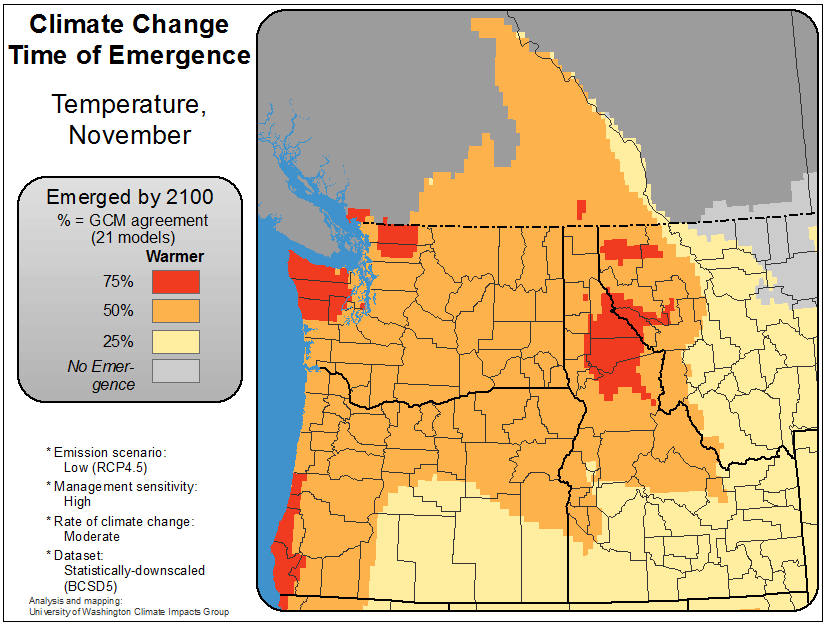 Climate Change
Time of Emergence
Temperature,
November
Emerged by 2100
% = GCM agreement
(21 models)
Warmer
75%
50%
25%
No Emer-
gence
* Emission scenario:
Low (RCP4.5)
* Management sensitivity:
High
* Rate of climate change:
Moderate
* Dataset:
Statistically-downscaled
(BCSD5)
Analysis and mapping:
University of Washington Climate Impacts Group